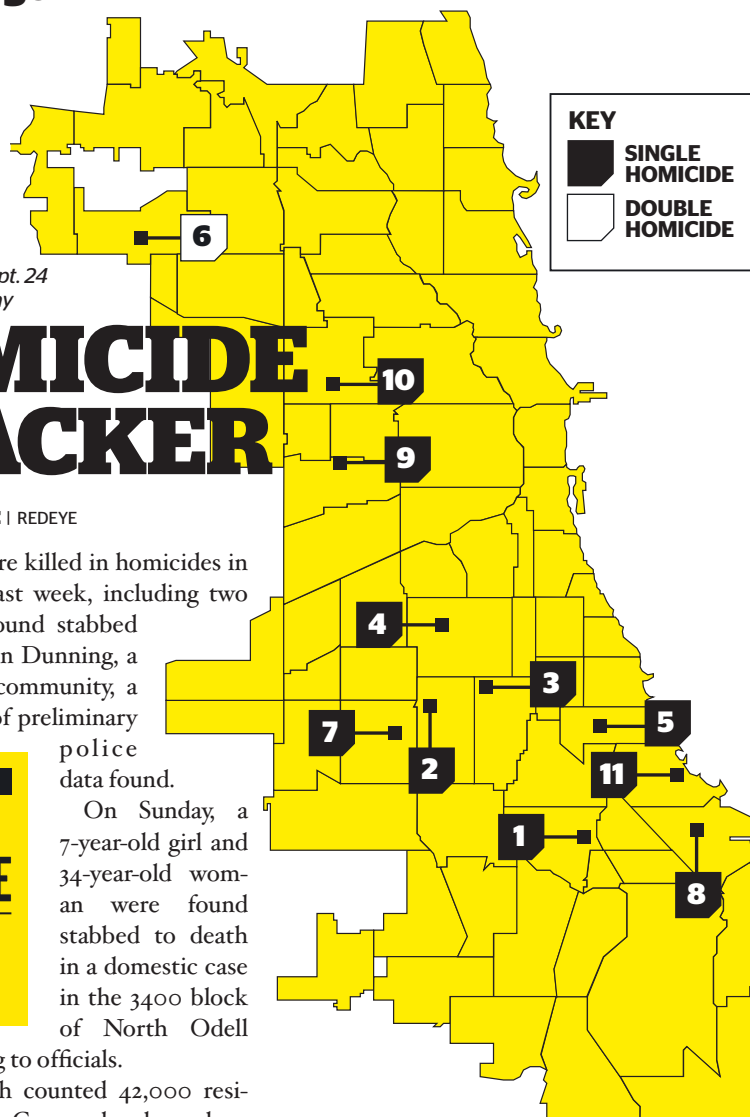 KEY
SINGLE
HOMICIDE
DOUBLE
HOMICIDE
6
pt. 24
MICIDE
ACKER
10
9
| REDEYE
re killed in homicides in
ast week, including two
ound stabbed
n Dunning, a
community, a
of preliminary
police
data found.
On Sunday, a
7-year-old girl and
34-year-old wom-
an were found
stabbed to death
in a domestic case
in the 3400 block
of North Odell
g to officials.
h counted 42,000 resi-
4
3
7
5
2
11
1
8
E